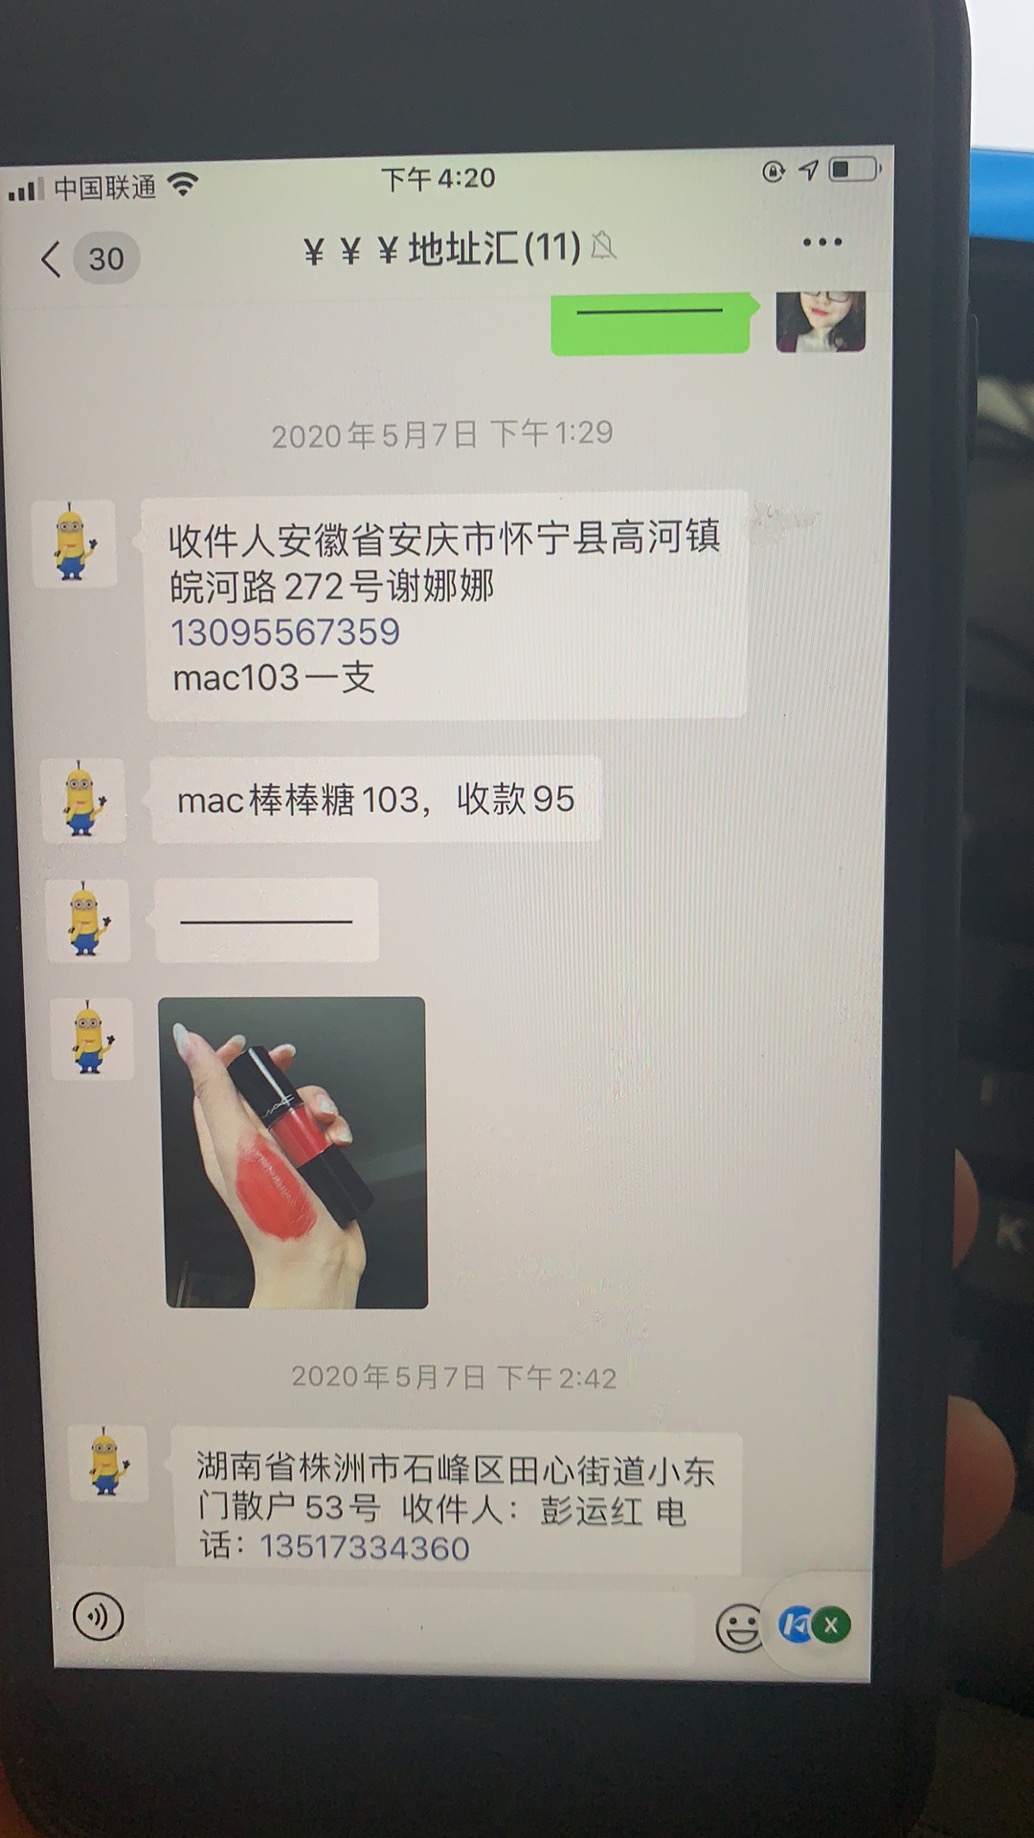 中国联通
下午4:20
30
¥ ¥ ¥地址汇(11)
2020年5月7日 下午1:29
收件人安徽省安庆市怀宁县高河镇
皖河路272号谢娜娜
13095567359
mac103一支
mac棒棒糖103，收款95
MAC
2020年5月7日 下午2:42
湖南省株洲市石峰区田心街道小东
门散户53号 收件人：彭运红 电
话：13517334360
X
K